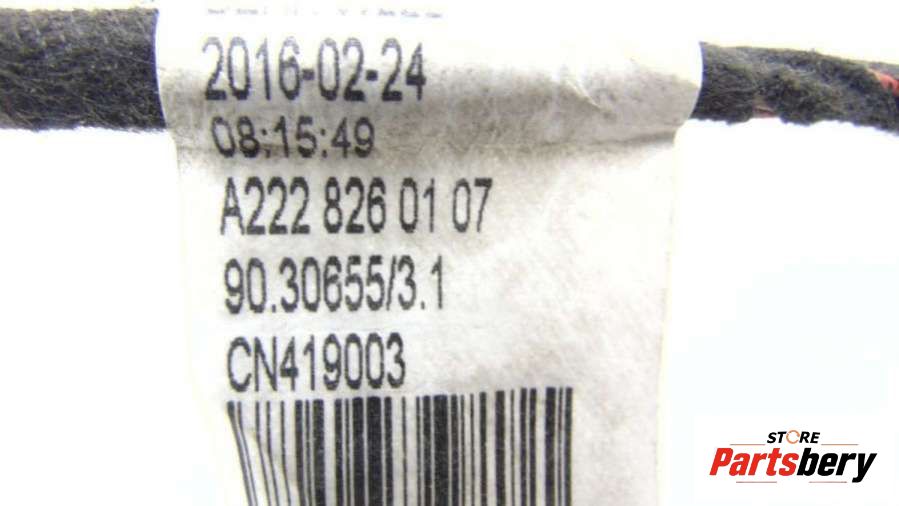 2016-02-24
08:15:49
A222 826 01 07
90.30655/3.1
CN419003
STORE
Partsbery